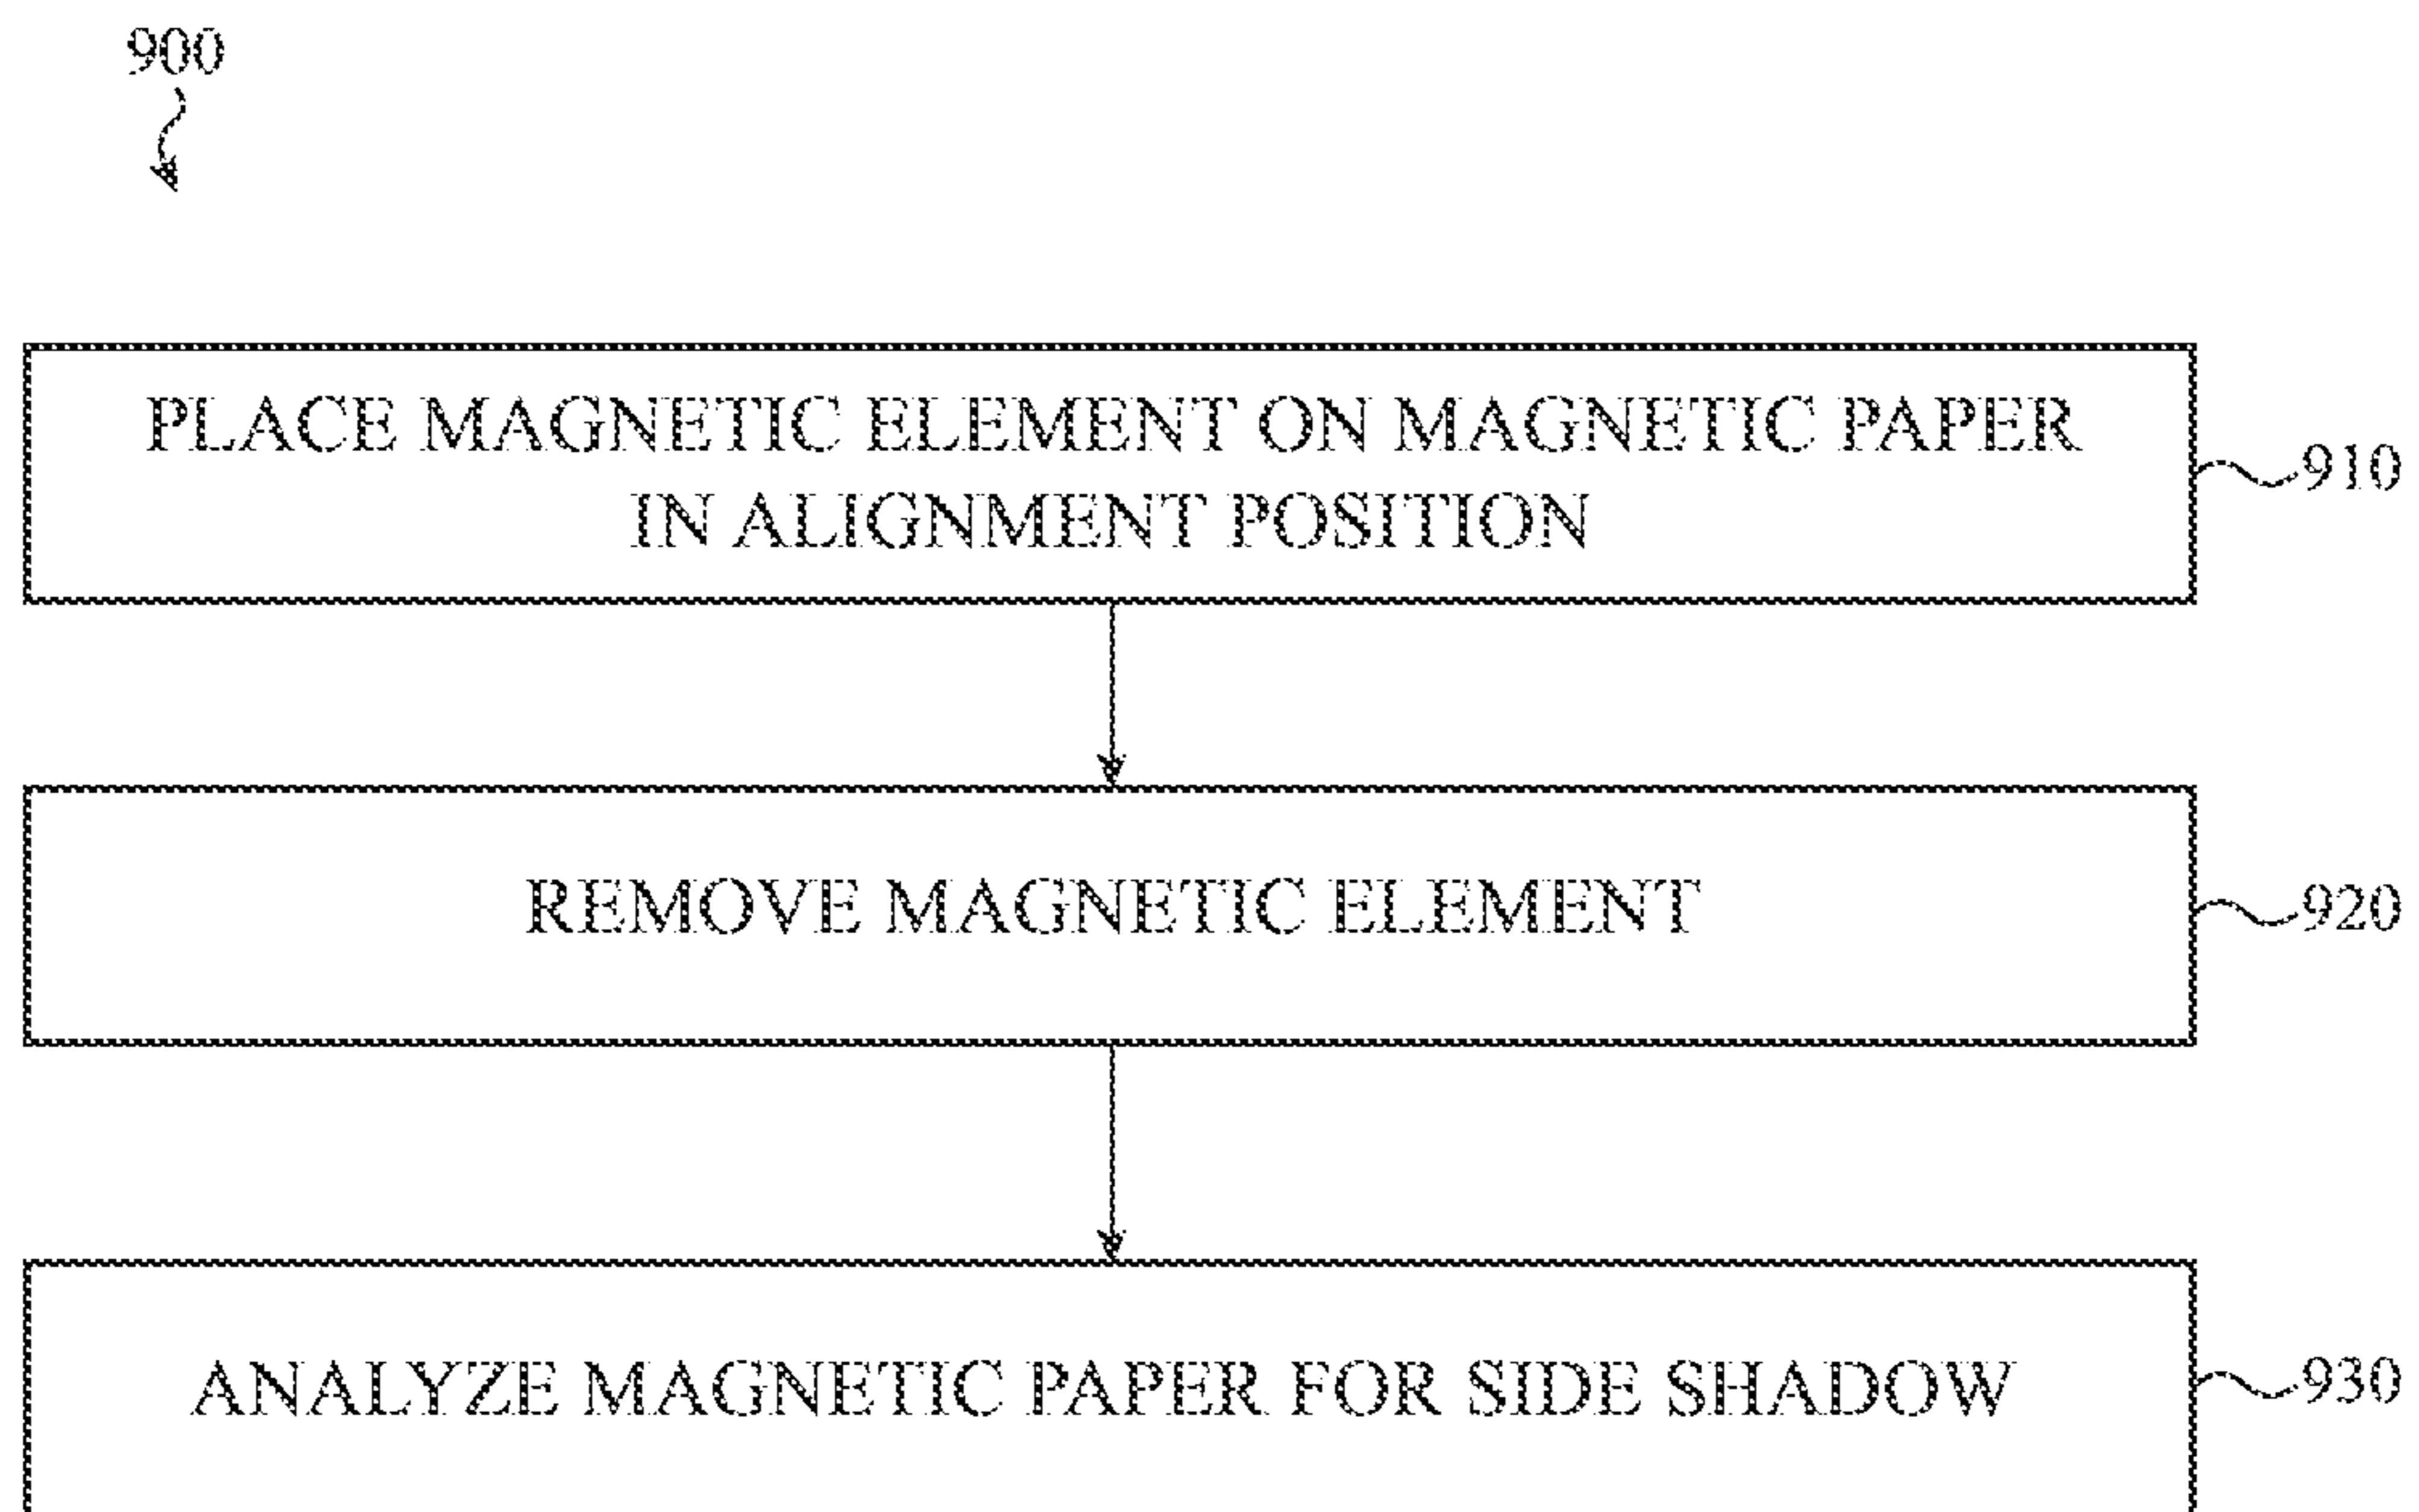 900
PLACE MAGNETIC ELEMENT ON MAGNETIC PAPER
IN ALIGNMENT POSITION
910
REMOVE MAGNETIC ELEMENT
920
ANALYZE MAGNETIC PAPER FOR SIDE SHADOW
930